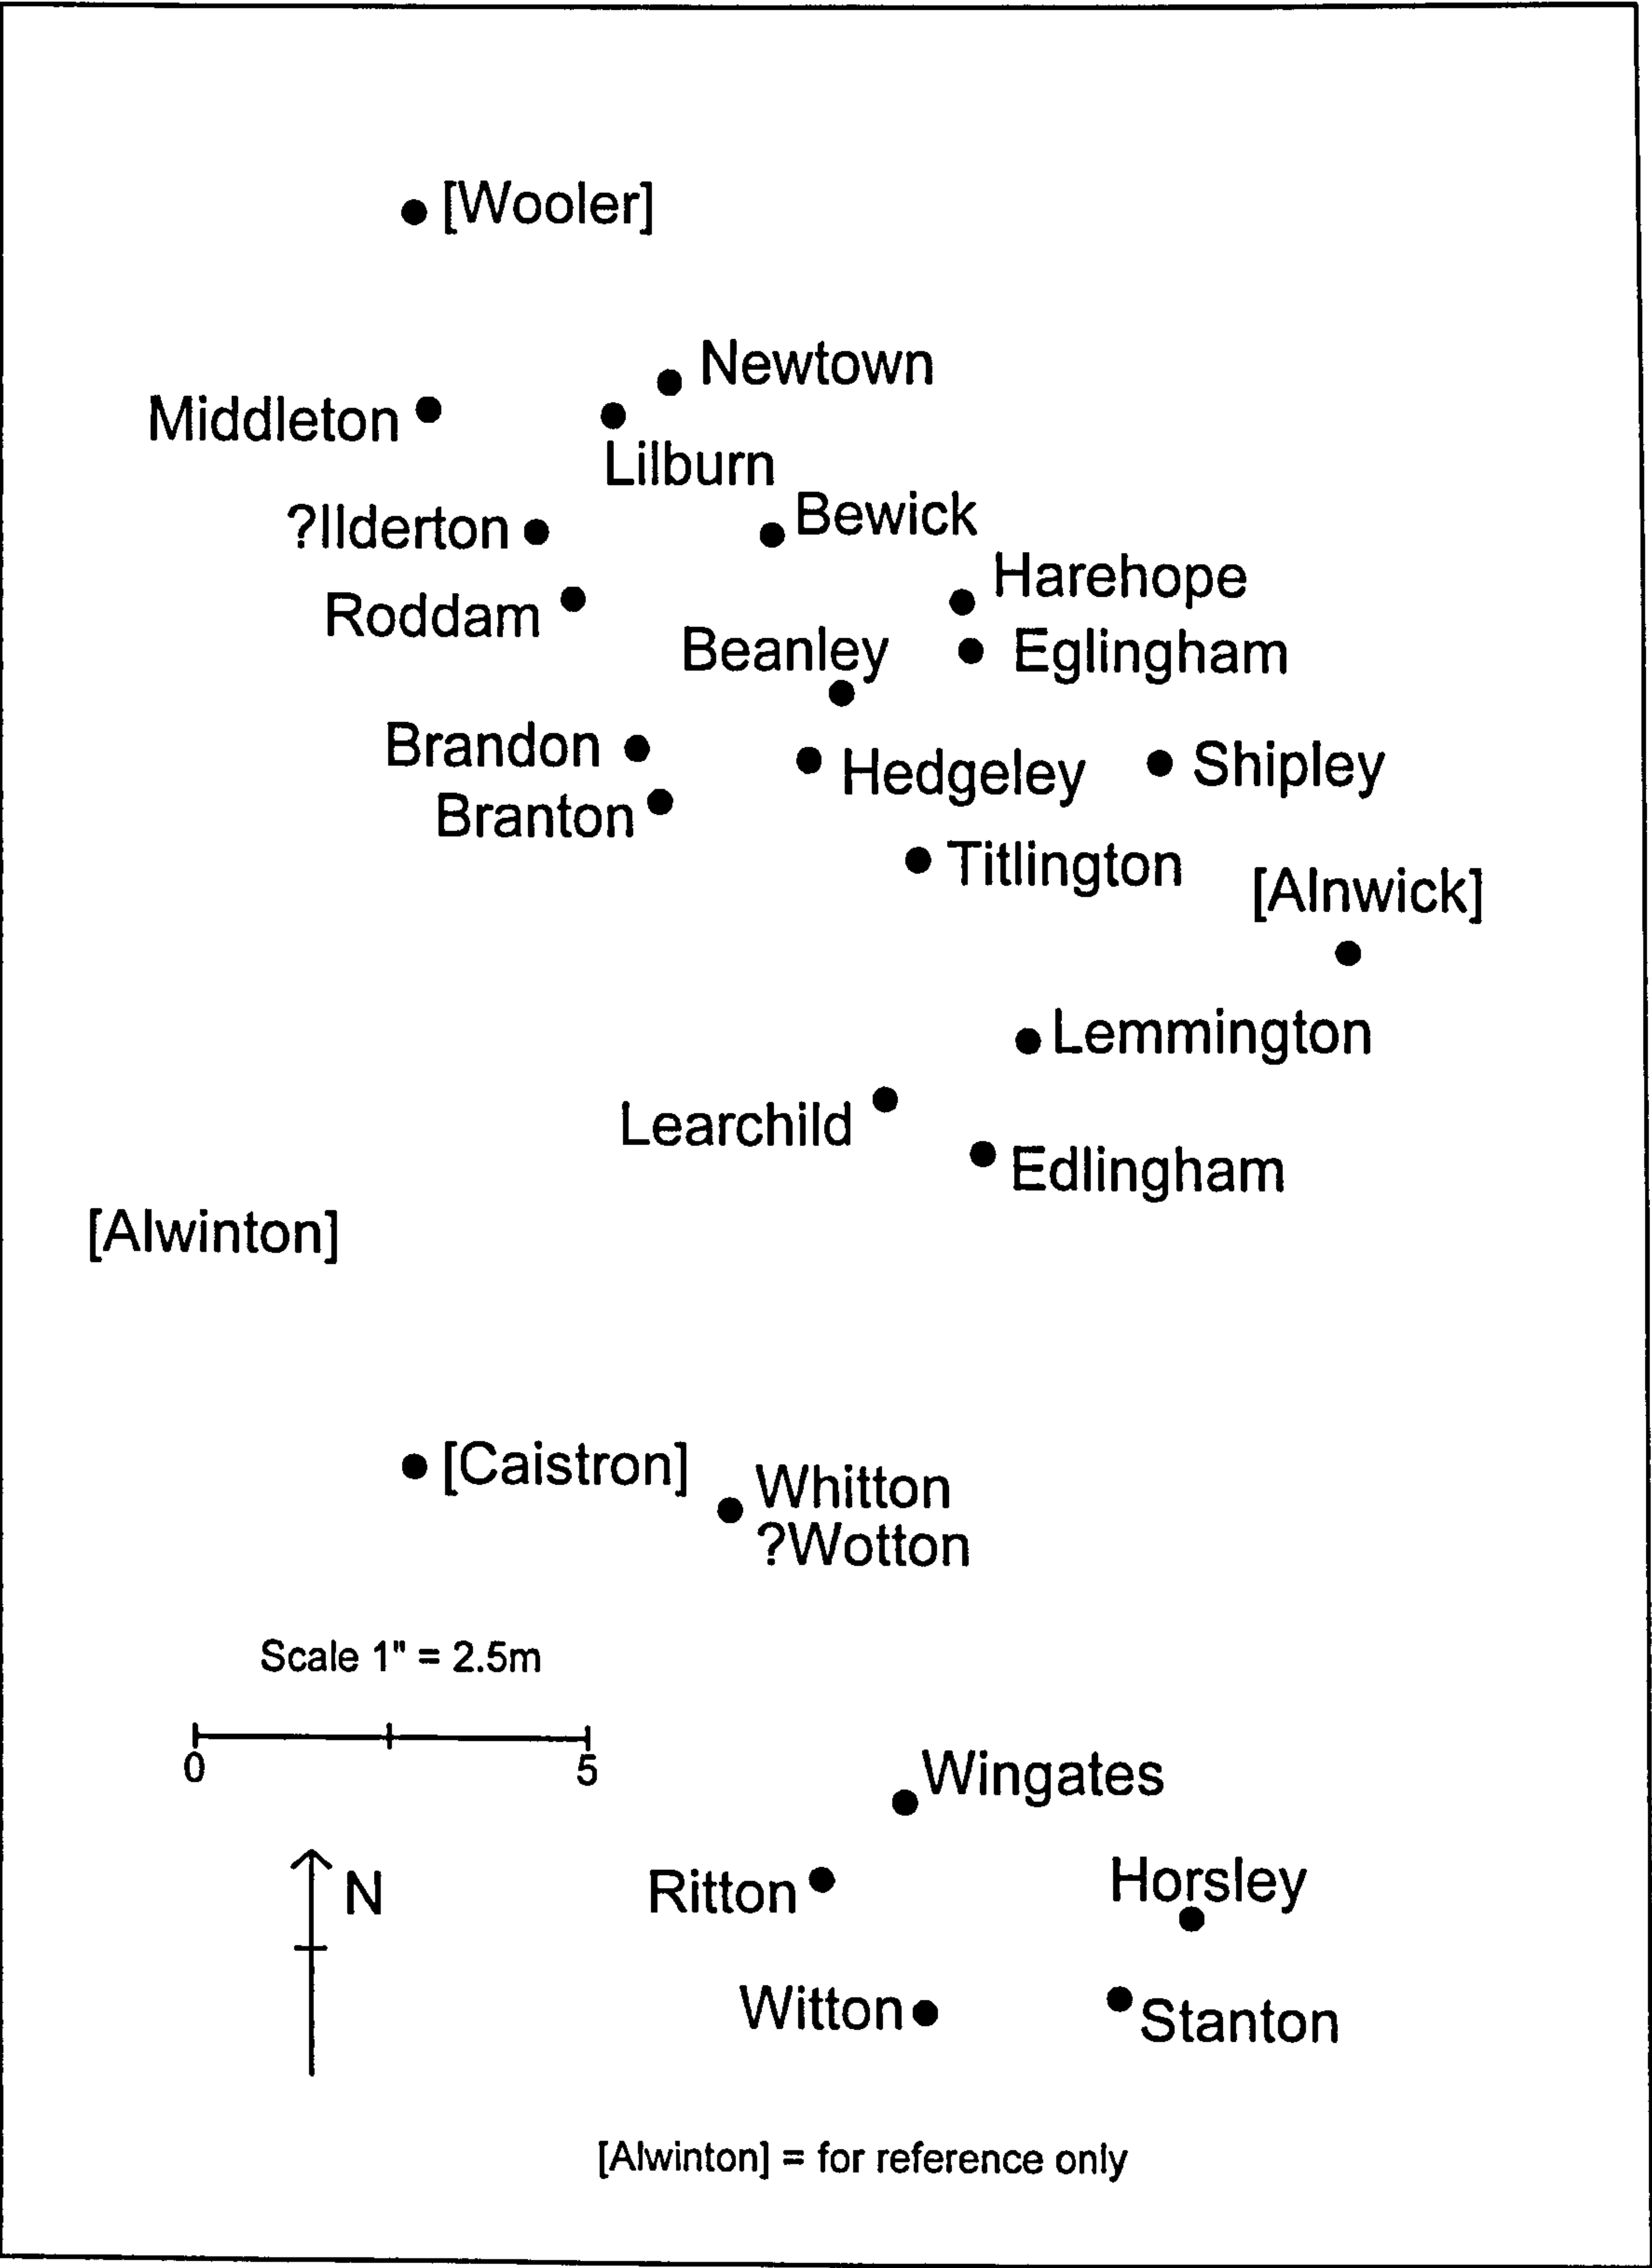 [Wooler]
Newtown
Middleton
Lilburn
?Ilderton
Bewick
Harehope
Roddam
Beanley
Eglingham
Brandon
Hedgeley
Shipley
Branton
Titlington
[Alnwick]
Lemmington
Learchild
Edlingham
[Alwinton]
[Caistron]
Whitton
?Wotton
Scale 1" = 2.5m
0 5
Wingates
N
Ritton
Horsley
Witton
Stanton
[Alwinton] = for reference only